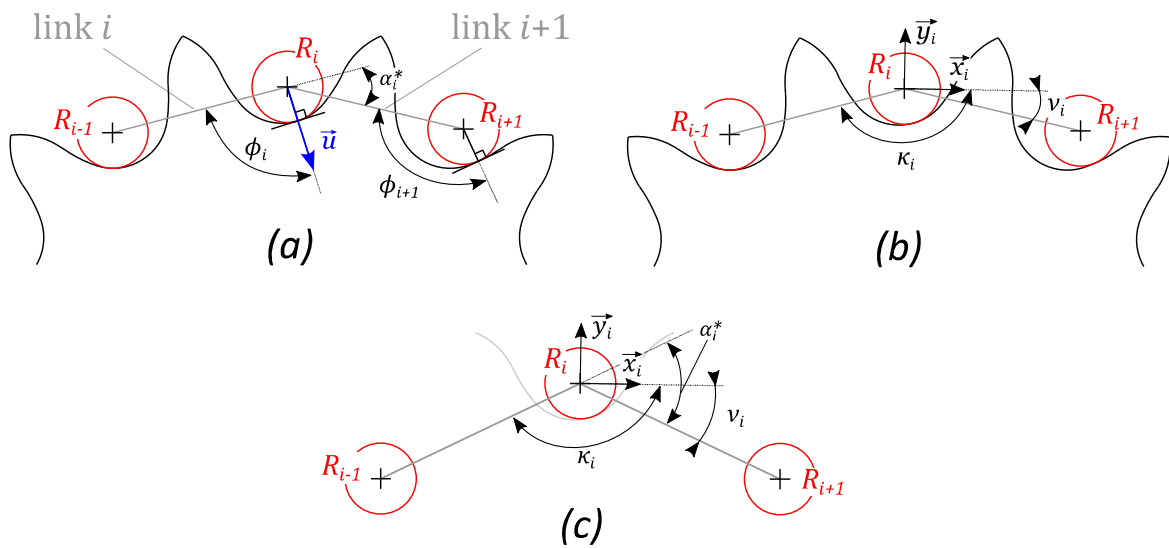 link i
link i+1
R_i
α_i*
R_{i-1}
R_{i+1}
ϕ_i
u⃗
ϕ_{i+1}
(a)
y_i⃗
R_i
x_i⃗
ν_i
R_{i-1}
R_{i+1}
κ_i
(b)
y_i⃗
α_i*
R_i
x_i⃗
ν_i
κ_i
R_{i-1}
R_{i+1}
(c)